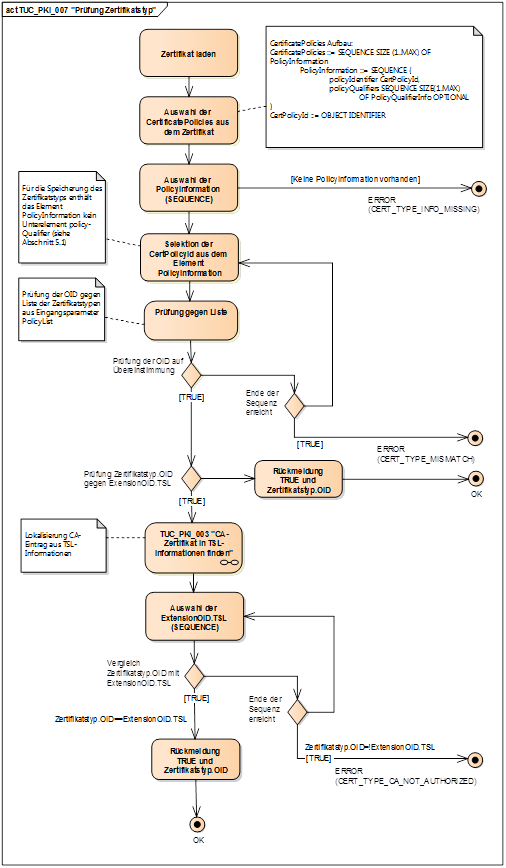 act TUC_PKI_007 "Prüfung Zertifikatstyp"
Zertifikat laden
CertificatePolicies Aufbau:
CertificatePolicies ::= SEQUENCE SIZE (1.MAX) OF
PolicyInformation
PolicyInformation ::= SEQUENCE {
policyIdentifier CertPolicyId,
policyQualifiers SEQUENCE SIZE(1.MAX)
OF PolicyQualifierInfo OPTIONAL
}
CertPolicyId ::= OBJECT IDENTIFIER
Auswahl der
CertificatePolicies aus
dem Zertifikat
Auswahl der
PolicyInformation
(SEQUENCE)
[Keine PolicyInformation vorhanden]
ERROR
(CERT_TYPE_INFO_MISSING)
Für die Speicherung des
Zertifikatstyps enthält
das Element
PolicyInformation kein
Unterelement policy-
Qualifier (siehe
Abschnitt 5.1)
Selektion der
CertPolicyId aus dem
Element
PolicyInformation
Prüfung der OID gegen
Liste der Zertifikatstypen
aus Eingangsparameter
PolicyList
Prüfung gegen Liste
Prüfung der OID auf
Übereinstimmung
[TRUE]
Ende der
Sequenz
erreicht
[TRUE]
ERROR
(CERT_TYPE_MISMATCH)
Prüfung Zertifikatstyp.OID
gegen ExensionOID.TSL
[TRUE]
Rückmeldung
TRUE und
Zertifikatstyp.OID
OK
Lokalisierung CA-
Eintrag aus TSL-
Informationen
TUC_PKI_003 "CA-
Zertifikat in TSL-
Informationen finden"
Auswahl der
ExtensionOID.TSL
(SEQUENCE)
Vergleich
Zertifikatstyp.OID mit
ExtensionOID.TSL
[TRUE]
Ende der
Sequenz
erreicht
Zertifikatstyp.OID==ExtensionOID.TSL
Zertifikatstyp.OID=!ExtensionOID.TSL
[TRUE]
ERROR
(CERT_TYPE_CA_NOT_AUTHORIZED)
Rückmeldung
TRUE und
Zertifikatstyp.OID
OK